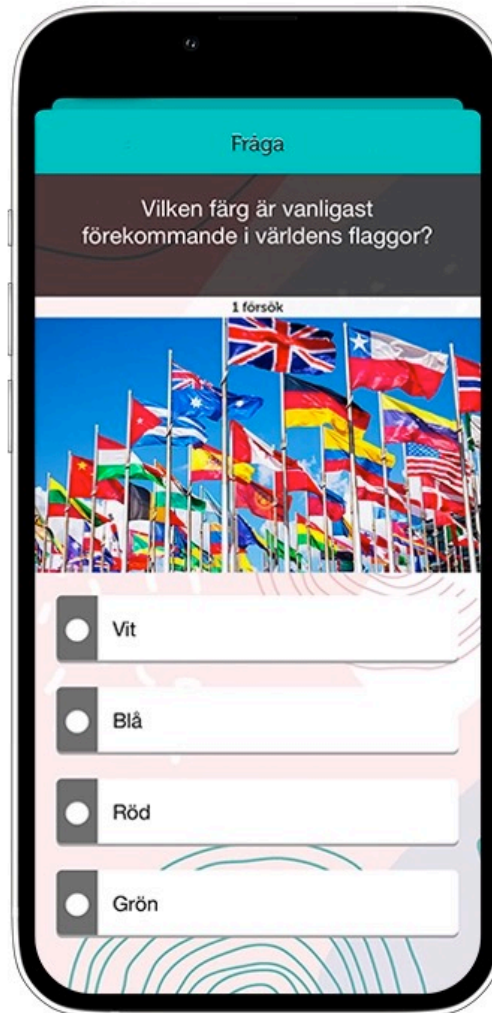 Fråga
Vilken färg är vanligast
förekommande i världens flaggor?
1 försök
Vit
Blå
Röd
Grön